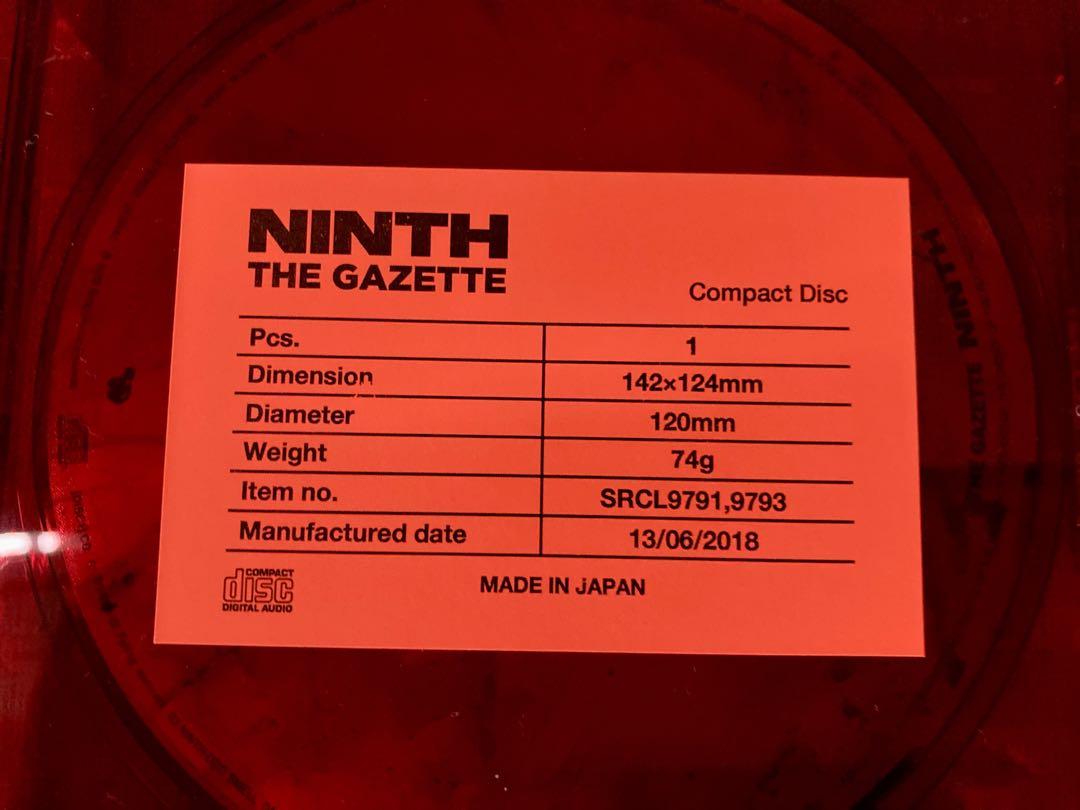 NINTH
THE GAZETTE
Compact Disc
Pcs. 1
Dimension 142×124mm
Diameter 120mm
Weight 74g
Item no. SRCL9791,9793
Manufactured date 13/06/2018
COMPACT
disc
DIGITAL AUDIO
MADE IN JAPAN
THE GAZETTE NINTH